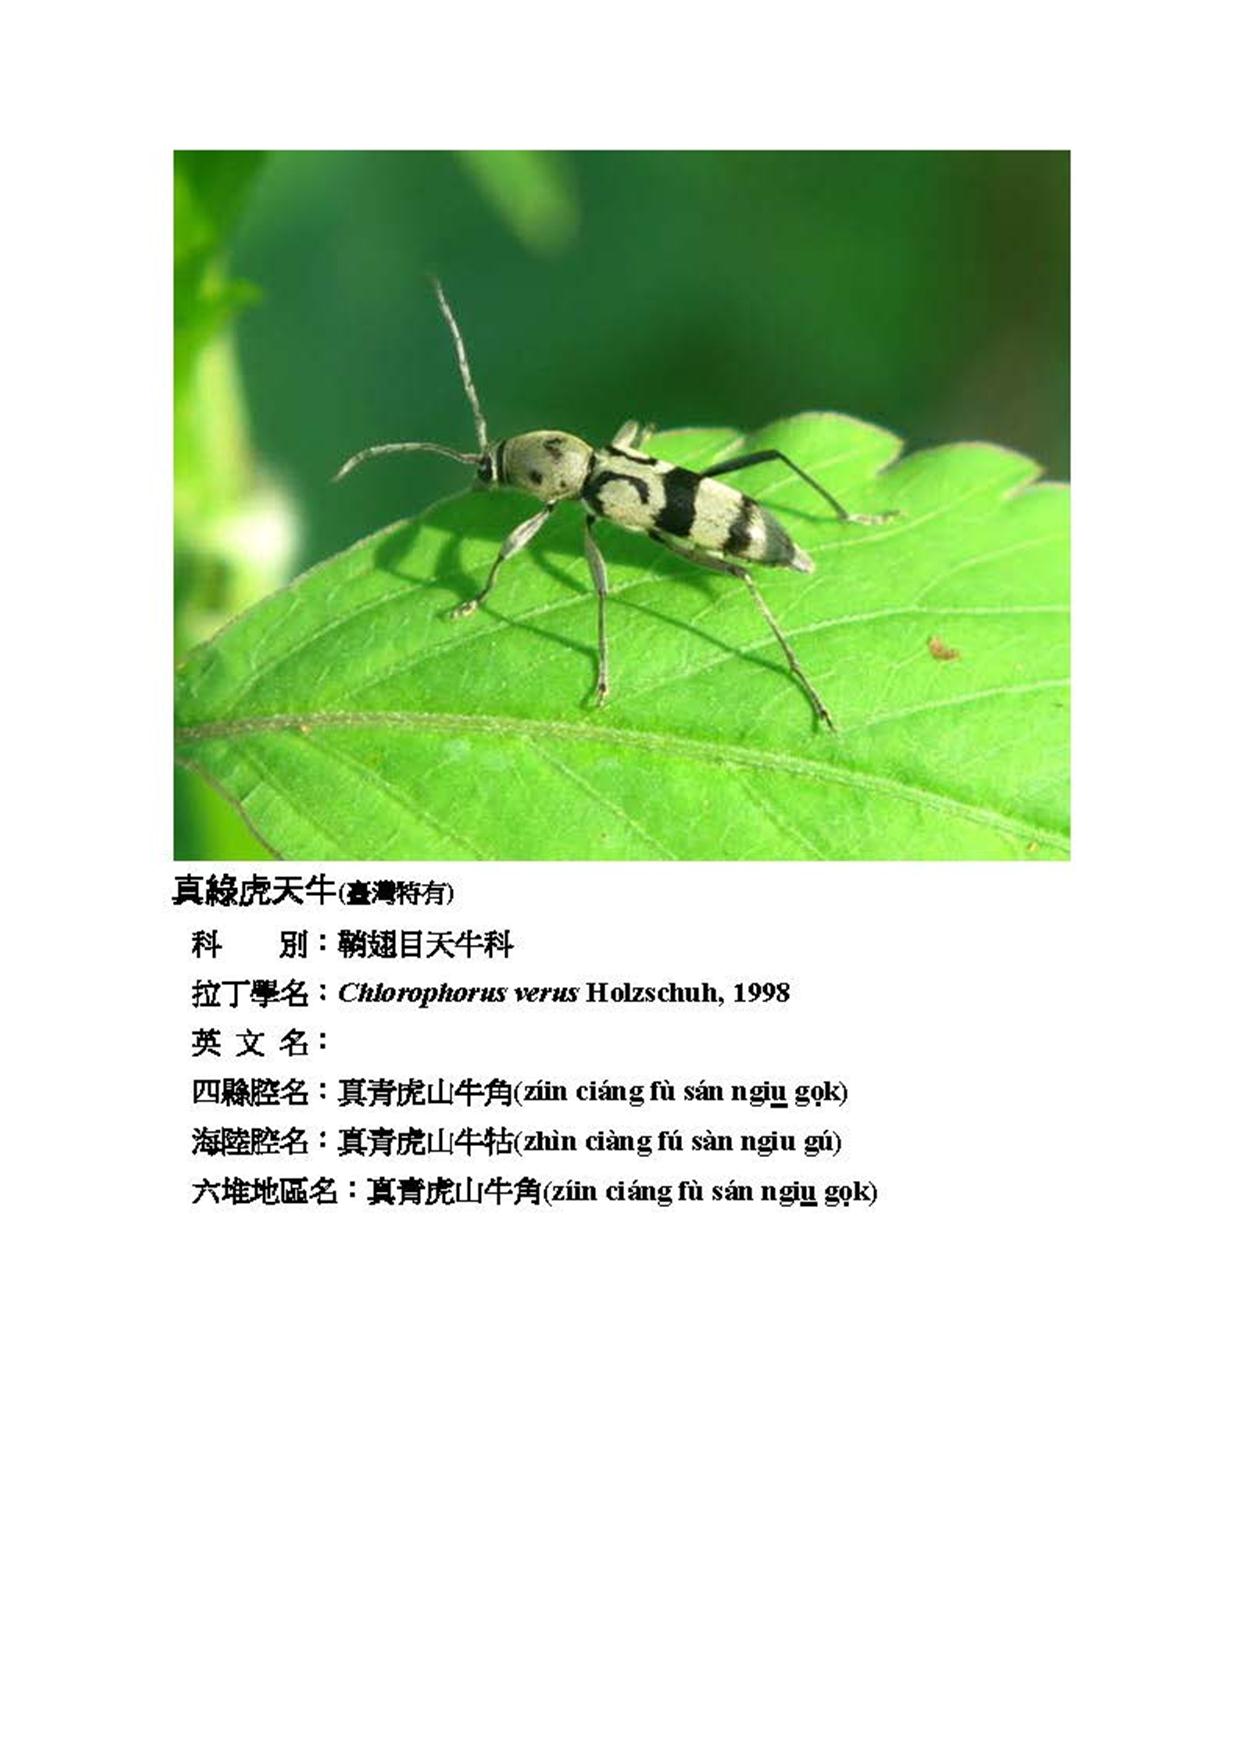 真綠虎天牛(臺灣特有)
科　　別：鞘翅目天牛科
拉丁學名：Chlorophorus verus Holzschuh, 1998
英 文 名：
四縣腔名：真青虎山牛角(zíin ciáng fù sán ngiu̲ gọk)
海陸腔名：真青虎山牛牯(zhìn ciàng fú sàn ngiu gú)
六堆地區名：真青虎山牛角(zíin ciáng fù sán ngiu̲ gọk)